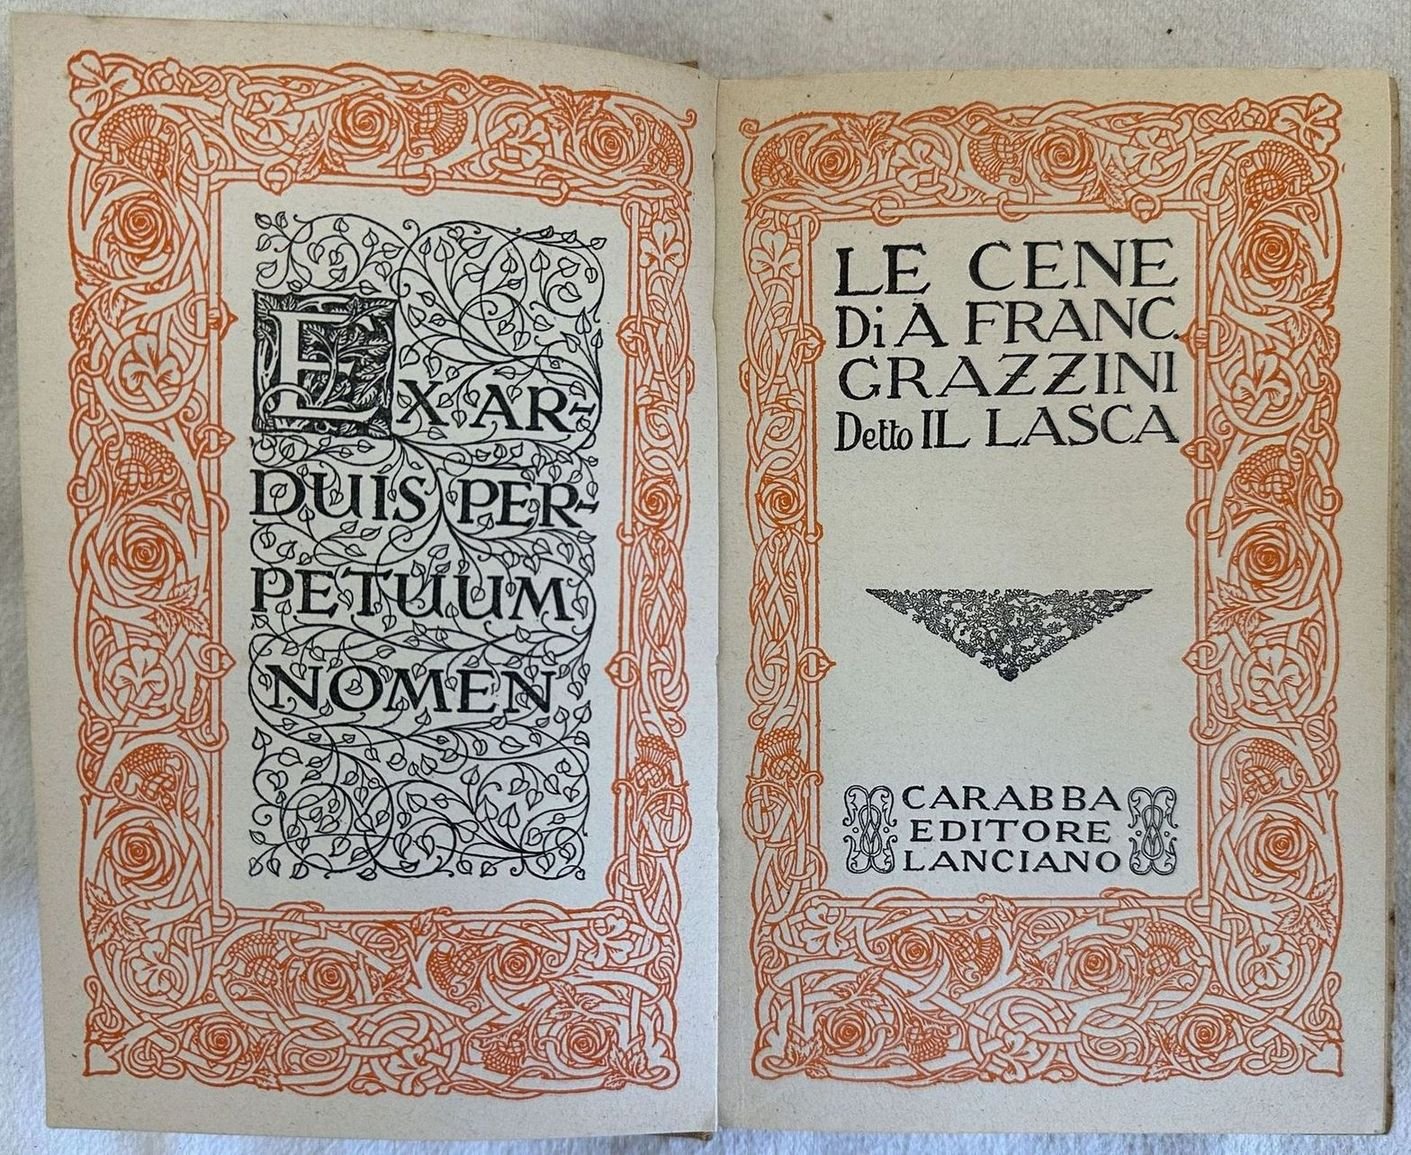 EX AR-
DUIS PER-
PETUUM
NOMEN
LE CENE
Di A FRANC.
GRAZZINI
Detto IL LASCA
CARABBA
EDITORE
LANCIANO